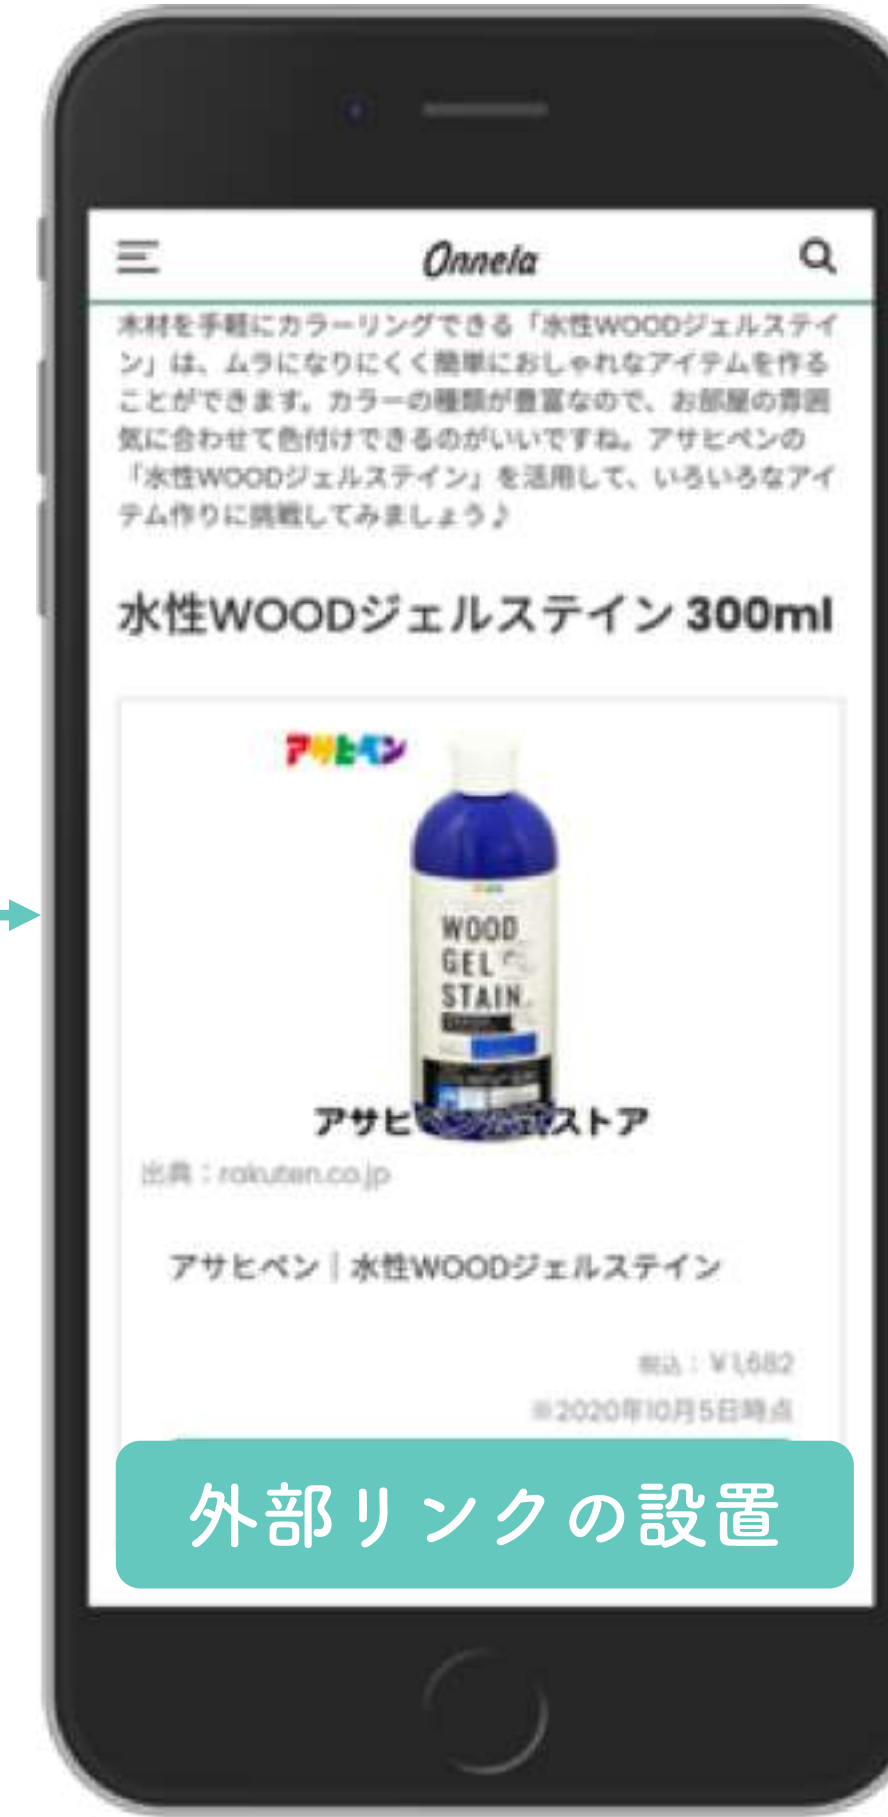 Onnela
木材を手軽にカラーリングできる「水性WOODジェルステイ
ン」は、ムラになりにくく簡単におしゃれなアイテムを作る
ことができます。カラーの種類が豊富なので、お部屋の雰囲
気に合わせて色付けできるのがいいですね。アサヒペンの
「水性WOODジェルステイン」を活用して、いろいろなアイ
テム作りに挑戦してみましょう♪
水性WOODジェルステイン 300ml
アサヒペン
WOOD
GEL
STAIN
アサヒ
ストア
出典：rakuten.co.jp
アサヒペン｜水性WOODジェルステイン
税込：￥1,682
※2020年10月5日時点
外部リンクの設置